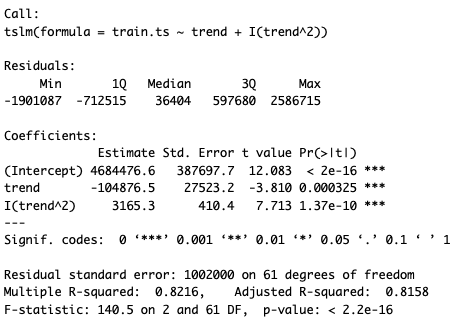 Call:
tslm(formula = train.ts ~ trend + I(trend^2))
Residuals:
Min 1Q Median 3Q Max
-1901087 -712515 36404 597680 2586715
Coefficients:
Estimate Std. Error t value Pr(>|t|)
(Intercept) 4684476.6 387697.7 12.083 < 2e-16 ***
trend -104876.5 27523.2 -3.810 0.000325 ***
I(trend^2) 3165.3 410.4 7.713 1.37e-10 ***
---
Signif. codes: 0 ‘***’ 0.001 ‘**’ 0.01 ‘*’ 0.05 ‘.’ 0.1 ‘ ’ 1
Residual standard error: 1002000 on 61 degrees of freedom
Multiple R-squared: 0.8216, Adjusted R-squared: 0.8158
F-statistic: 140.5 on 2 and 61 DF, p-value: < 2.2e-16